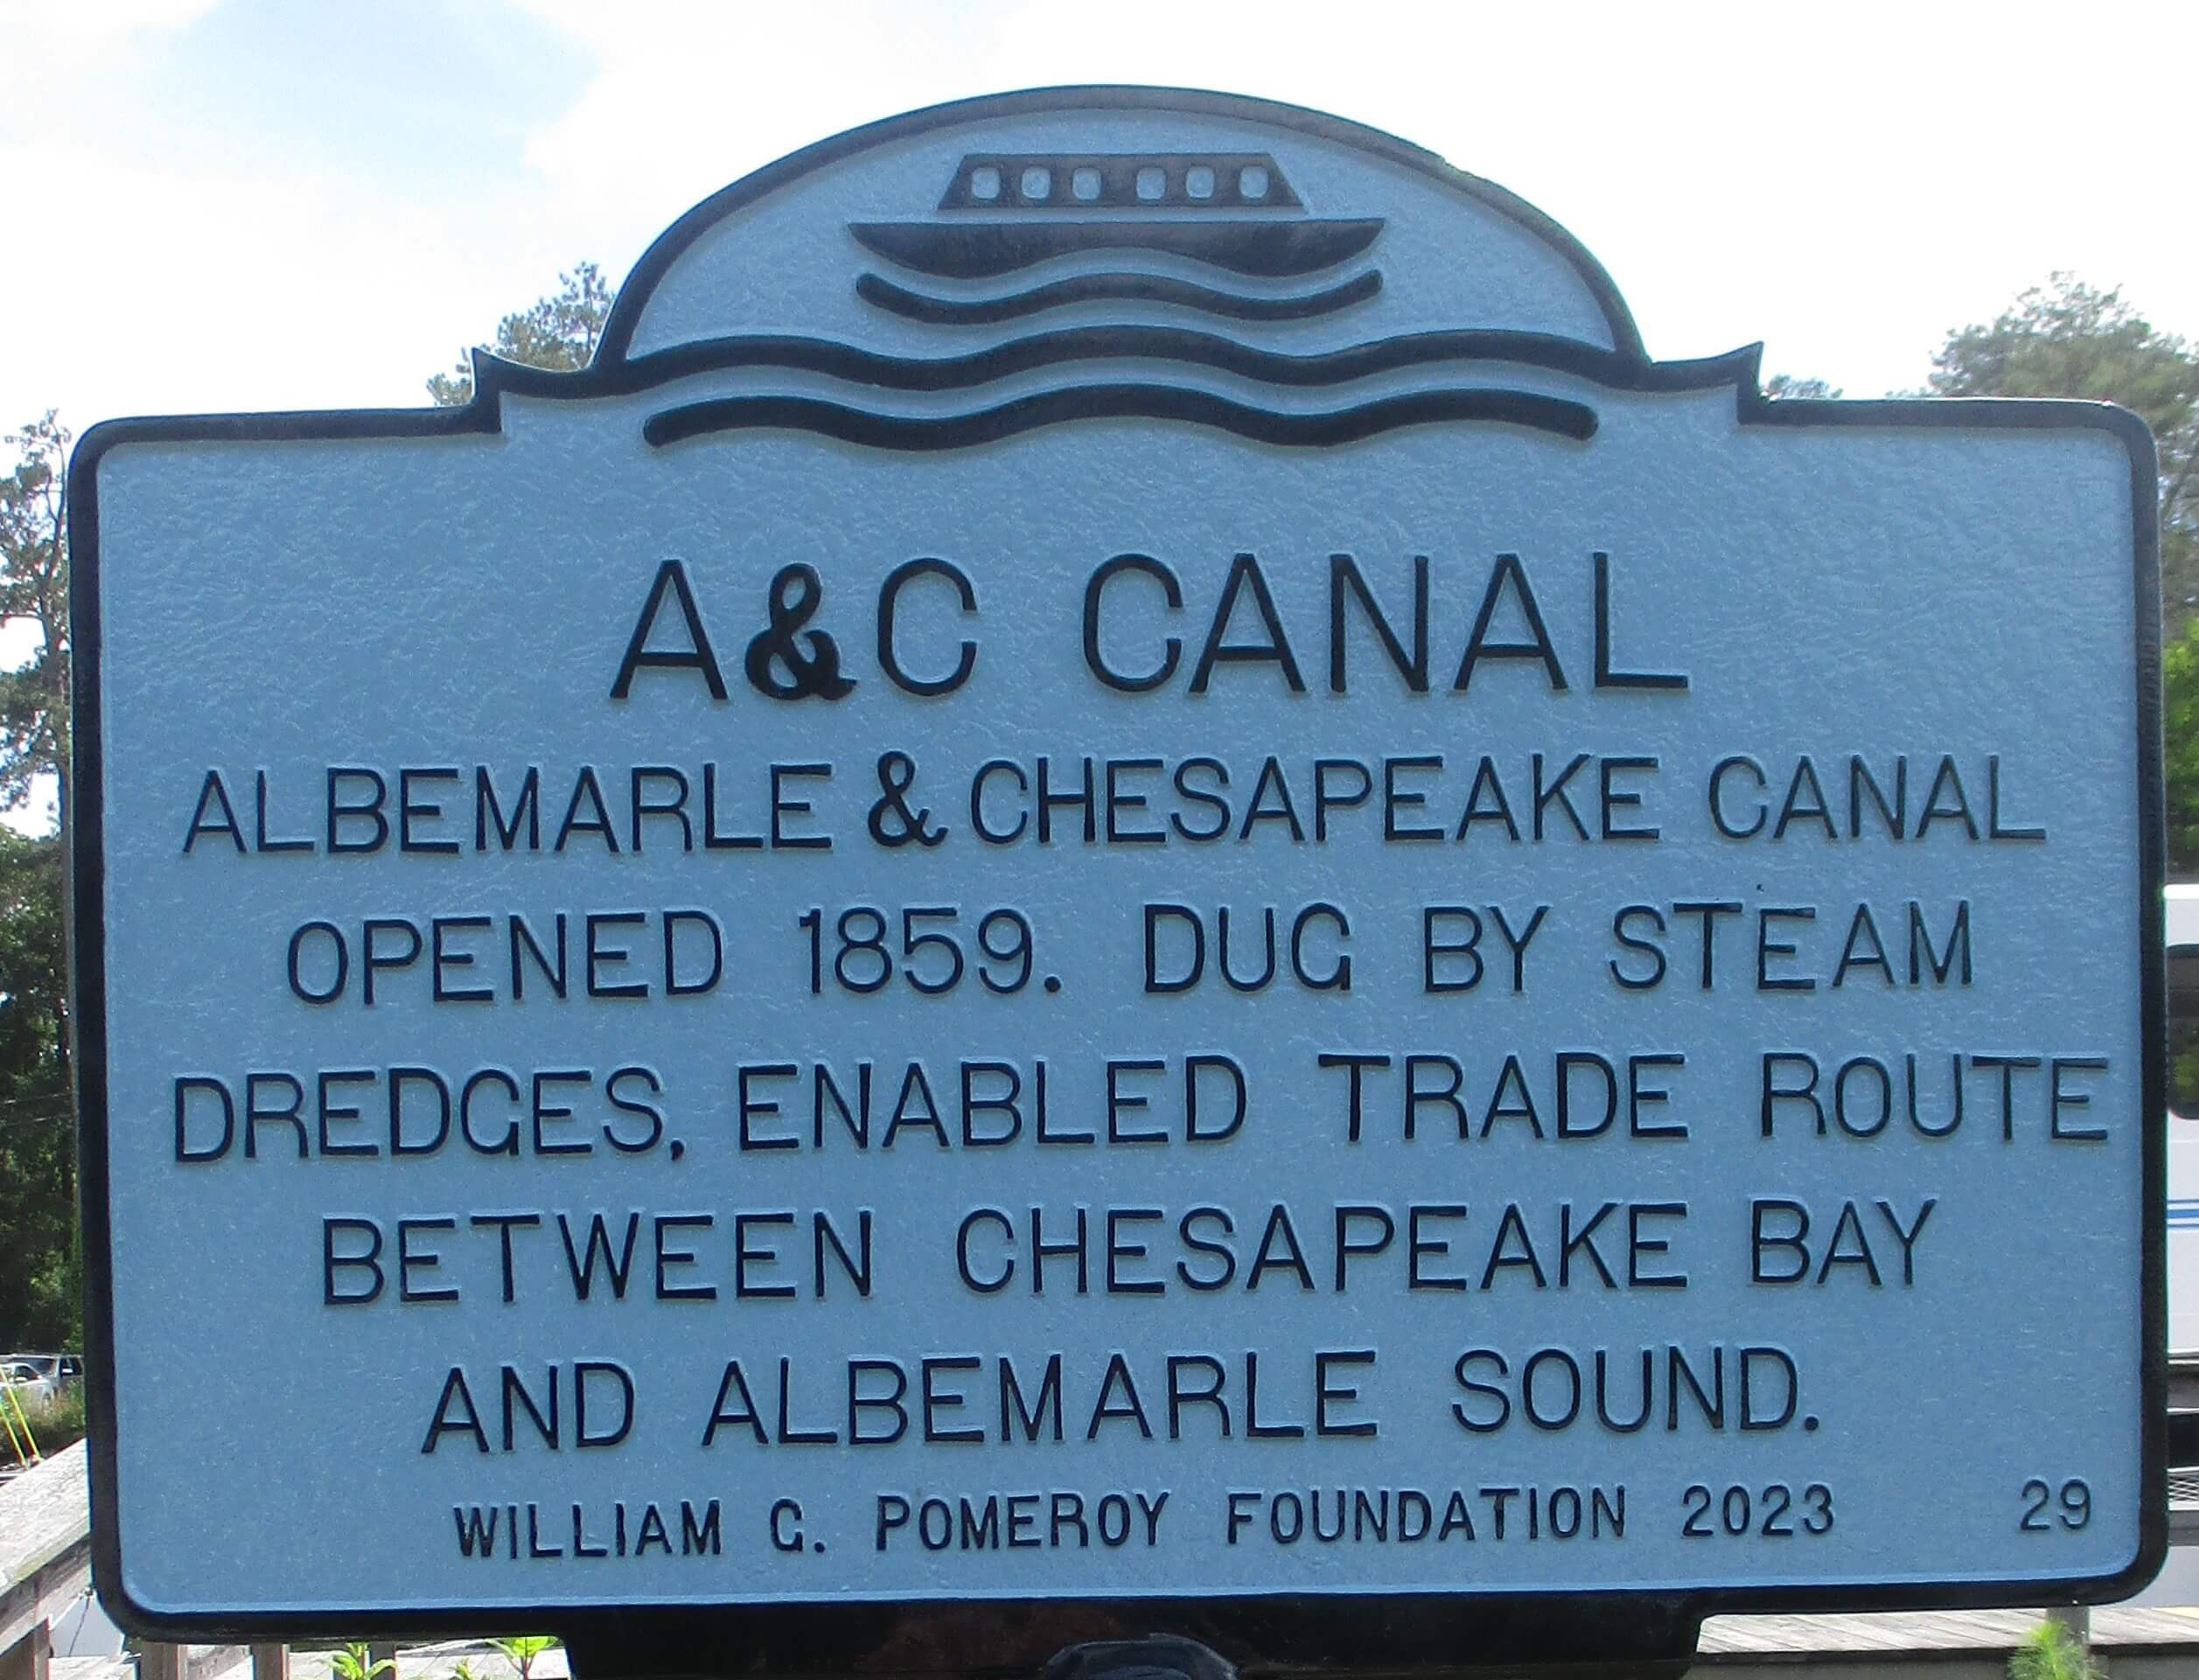 A&C CANAL
ALBEMARLE & CHESAPEAKE CANAL
OPENED 1859. DUG BY STEAM
DREDGES, ENABLED TRADE ROUTE
BETWEEN CHESAPEAKE BAY
AND ALBEMARLE SOUND.
WILLIAM G. POMEROY FOUNDATION 2023 29